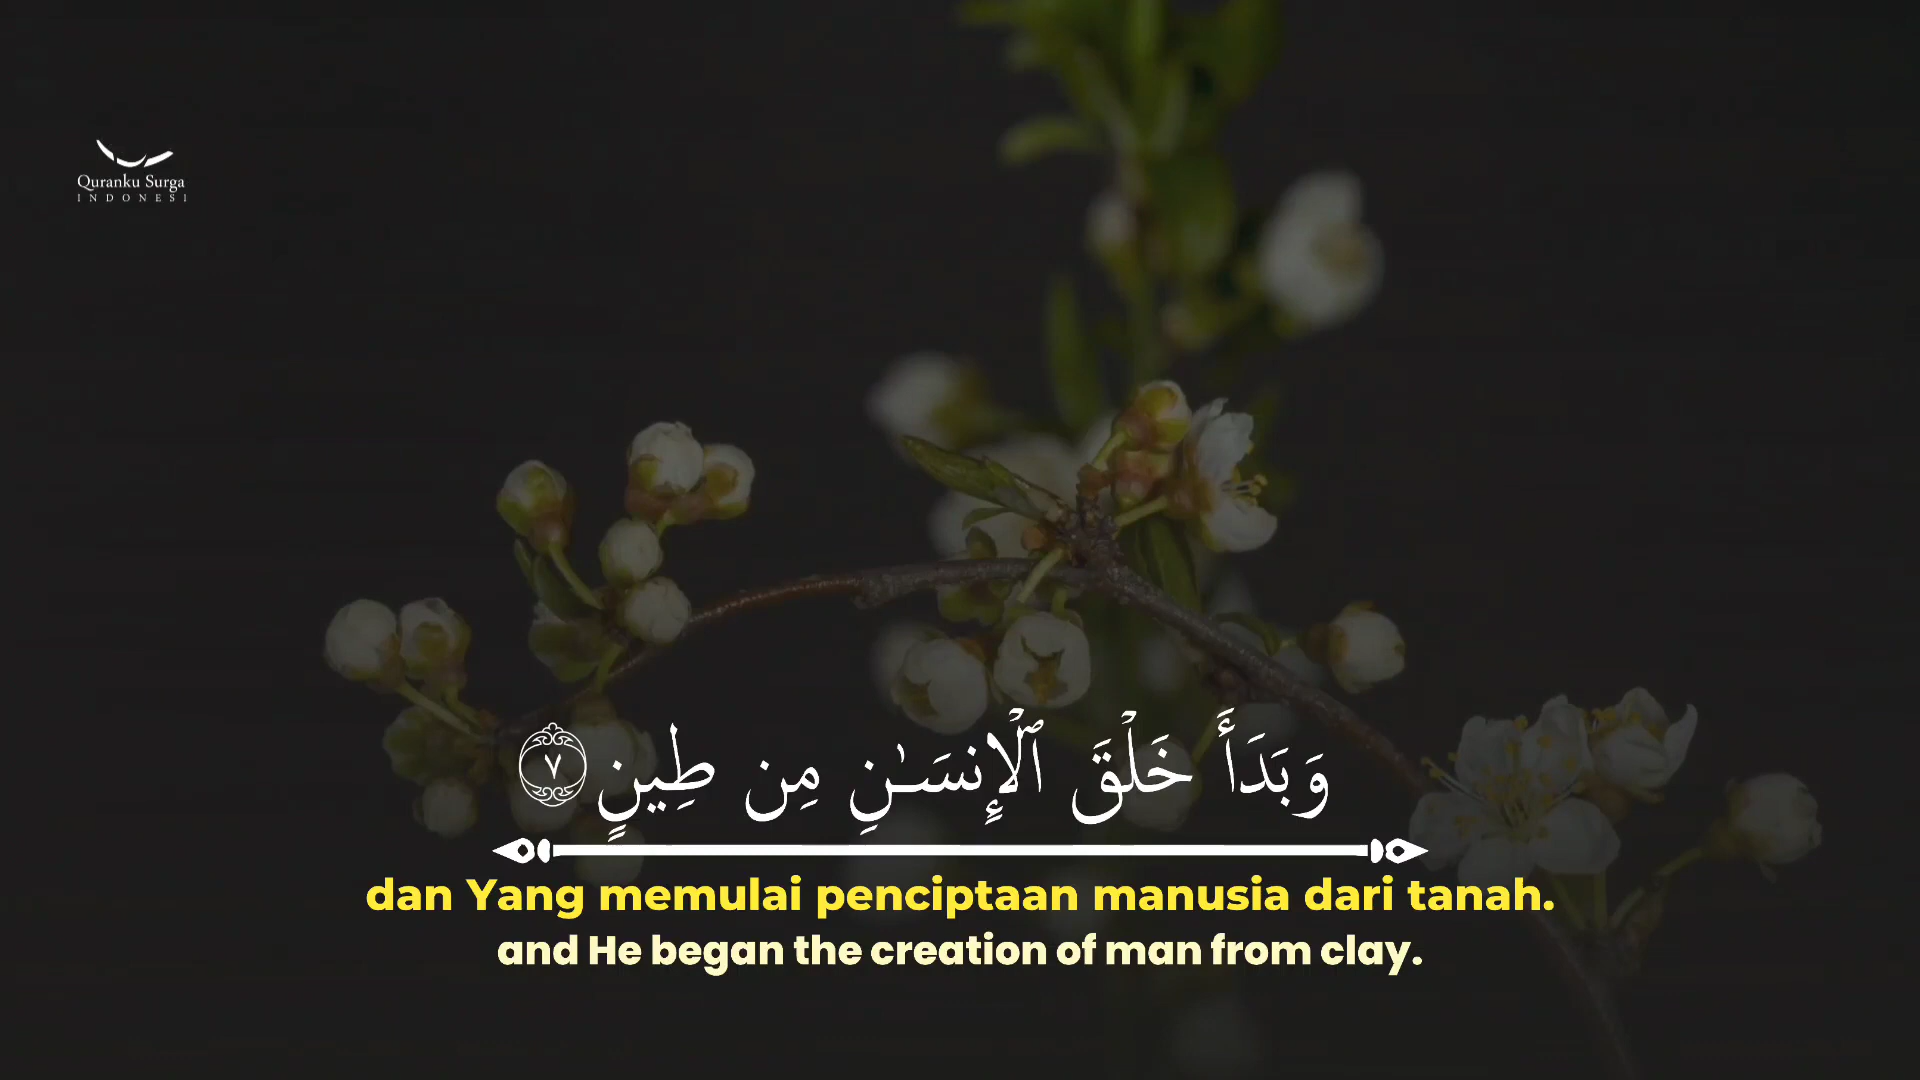 Quranku Surga
INDONESI
وَبَدَأَ خَلْقَ ٱلْإِنسَـٰنِ مِن طِينٍ ٧
dan Yang memulai penciptaan manusia dari tanah.
and He began the creation of man from clay.